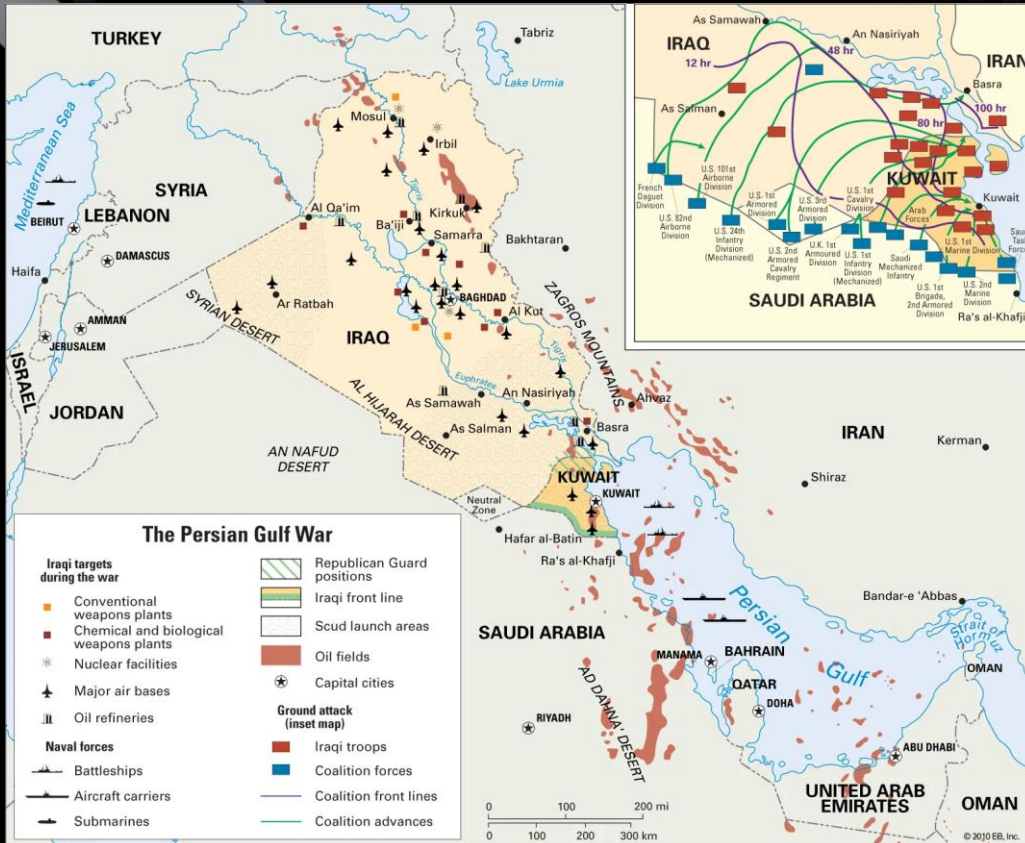 TURKEY
Tabriz
Lake Urmia
Mediterranean Sea
Mosul
Irbil
SYRIA
Tigris
BEIRUT
LEBANON
Al Qa'im
Kirkuk
Ba'iji
Samarra
DAMASCUS
Bakhtaran
Haifa
SYRIAN DESERT
Ar Ratbah
BAGHDAD
ZAGROS MOUNTAINS
AMMAN
JERUSALEM
IRAQ
Al Kut
Tigris
ISRAEL
JORDAN
Euphrates
AL HIJARAH DESERT
As Samawah
An Nasiriyah
Ahvaz
As Salman
Basra
IRAN
Kerman
AN NAFUD
DESERT
Shiraz
KUWAIT
KUWAIT
Neutral
Zone
Hafar al-Batin
Ra's al-Khafji
Bandar-e 'Abbas
Persian
Gulf
Strait of
Hormuz
OMAN
SAUDI ARABIA
MANAMA
BAHRAIN
QATAR
DOHA
RIYADH
AD DAHNA' DESERT
ABU DHABI
UNITED ARAB
EMIRATES
OMAN
0 100 200 mi
0 100 200 300 km
© 2010 EB, Inc.
The Persian Gulf War
Iraqi targets
during the war
Conventional
weapons plants
Chemical and biological
weapons plants
Nuclear facilities
Major air bases
Oil refineries
Naval forces
Battleships
Aircraft carriers
Submarines
Republican Guard
positions
Iraqi front line
Scud launch areas
Oil fields
Capital cities
Ground attack
(inset map)
Iraqi troops
Coalition forces
Coalition front lines
Coalition advances
As Samawah
An Nasiriyah
IRAQ
48 hr
12 hr
IRAN
Basra
As Salman
100 hr
80 hr
KUWAIT
Kuwait
French
Daguet Division
U.S. 82nd
Airborne
Division
U.S. 101st
Airborne
Division
U.S. 24th
Infantry
Division
(Mechanized)
U.S. 1st
Armored
Division
U.S. 2nd
Armored
Cavalry
Regiment
U.S. 3rd
Armored
Division
U.K. 1st
Armoured
Division
U.S. 1st
Cavalry
Division
U.S. 1st
Infantry
Division
(Mechanized)
Saudi
Mechanized
Infantry
Arab
Forces
U.S. 1st
Brigade,
2nd Armored
Division
U.S. 1st
Marine Division
U.S. 2nd
Marine
Division
SAUDI ARABIA
Ra's al-Khafji